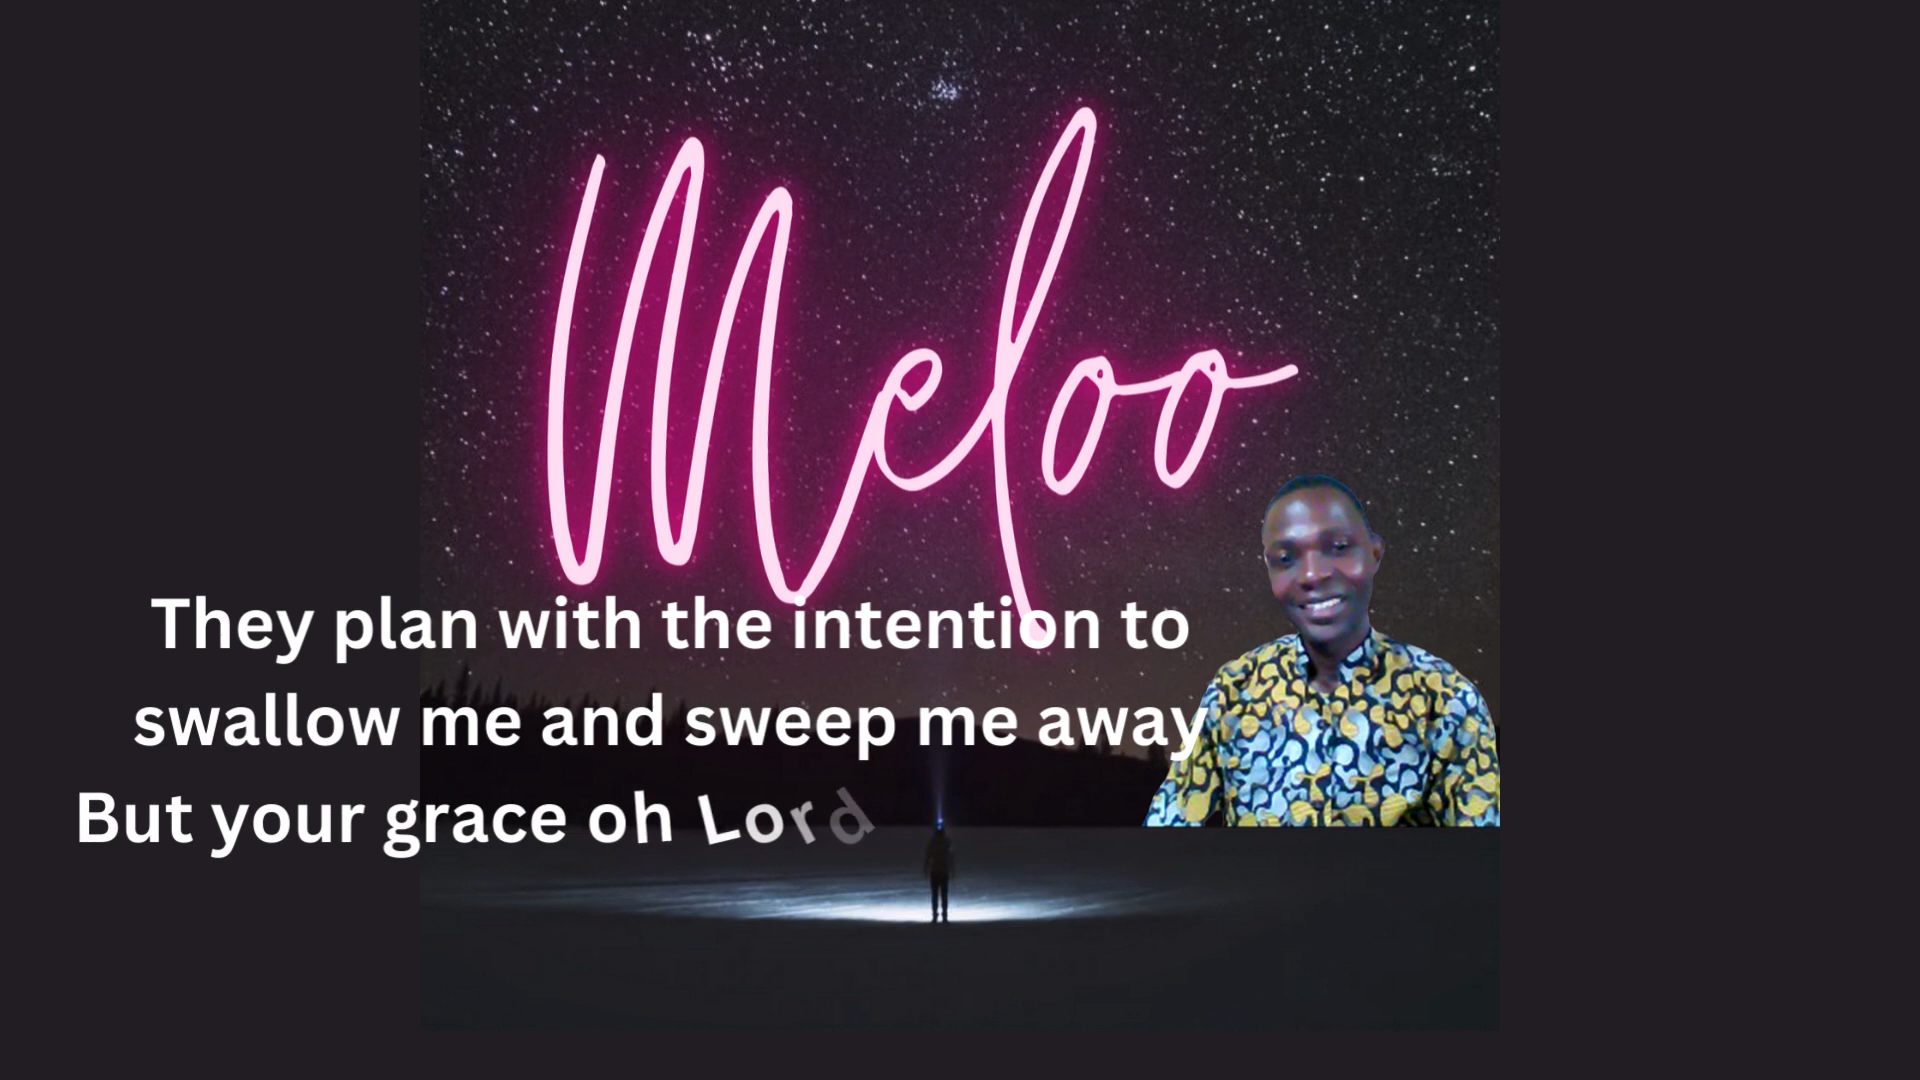 Meloo
They plan with the intention to
swallow me and sweep me away
But your grace oh Lord